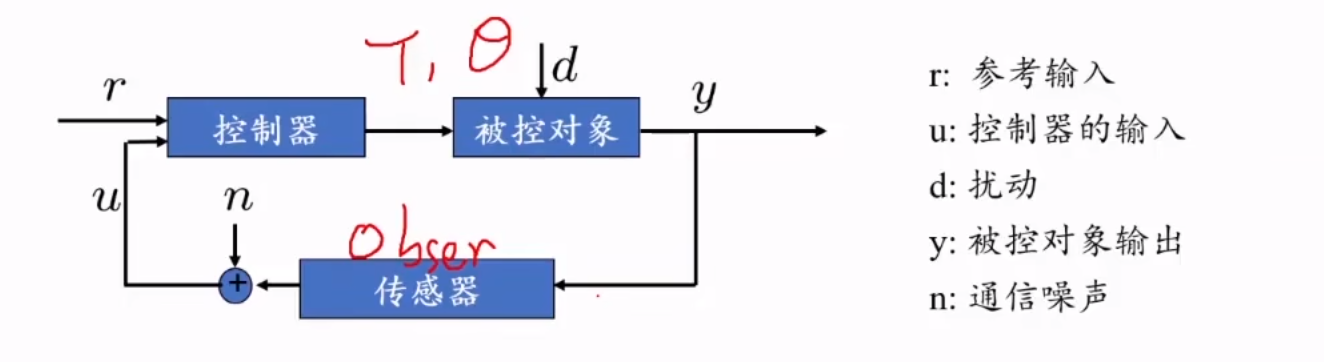 T, θ
d
r
y
控制器
被控对象
u
n
Obser
+
传感器
r: 参考输入
u: 控制器的输入
d: 扰动
y: 被控对象输出
n: 通信噪声